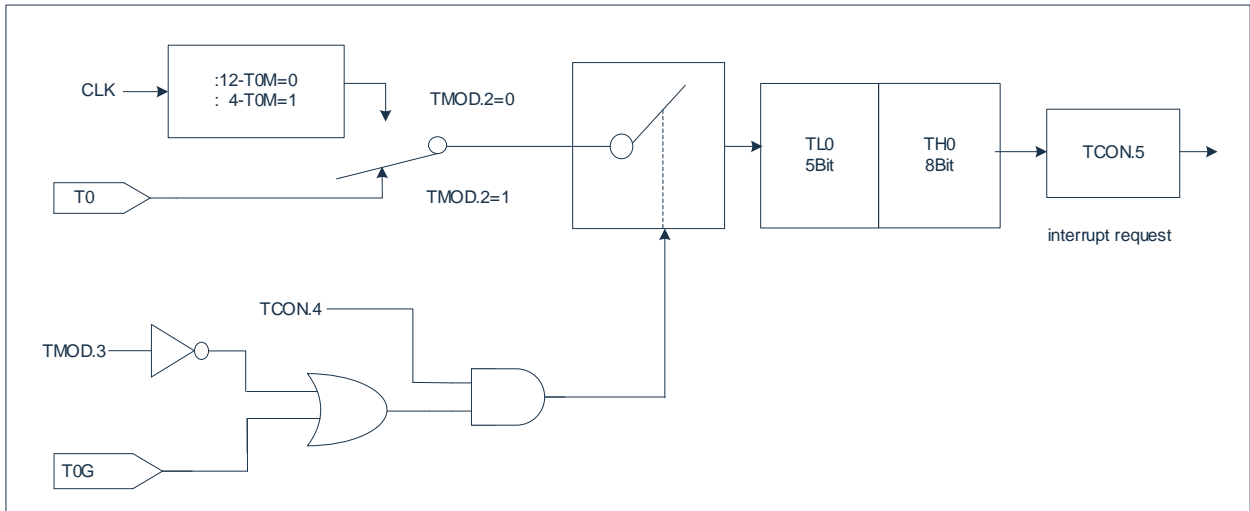 CLK
:12-T0M=0
: 4-T0M=1
TMOD.2=0
T0
TMOD.2=1
TL0
5Bit
TH0
8Bit
TCON.5
interrupt request
TCON.4
TMOD.3
T0G